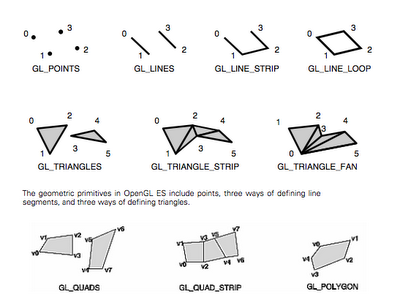 0 3 1 2
GL_POINTS
0 3 1 2
GL_LINES
0 3 1 2
GL_LINE_STRIP
0 3 1 2
GL_LINE_LOOP
0 2 4 3 1 5
GL_TRIANGLES
0 2 4 3 1 5
GL_TRIANGLE_STRIP
1 2 4 3 0 5
GL_TRIANGLE_FAN
The geometric primitives in OpenGL ES include points, three ways of defining line
segments, and three ways of defining triangles.
v1 v2 v0 v3 v5 v6 v4 v7
GL_QUADS
v1 v3 v5 v7 v0 v2 v4 v6
GL_QUAD_STRIP
v0 v1 v4 v3 v2
GL_POLYGON